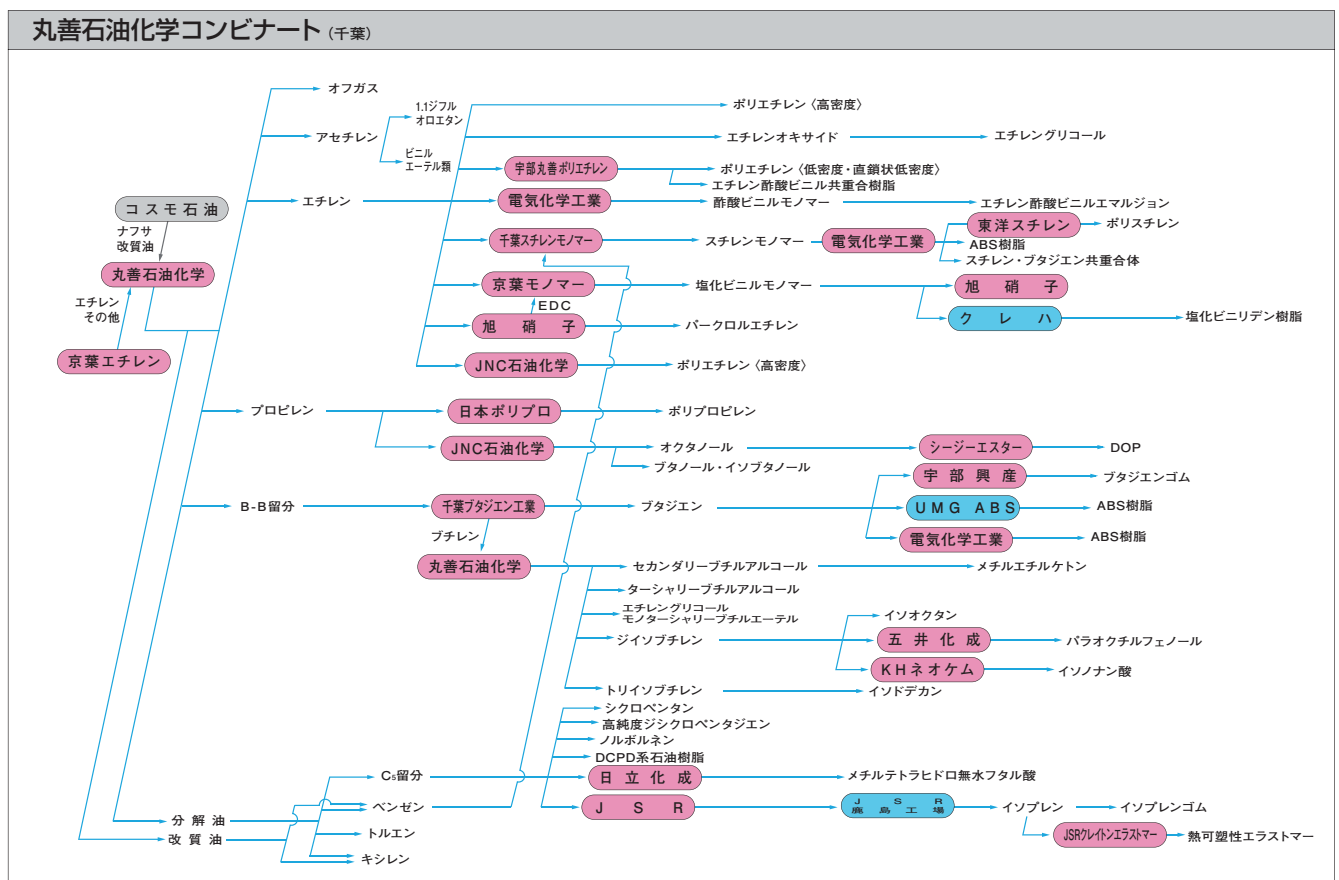 丸善石油化学コンビナート（千葉）
オフガス
アセチレン
1.1ジフル
オロエタン
ビニル
エーテル類
エチレン
コスモ石油
ナフサ
改質油
丸善石油化学
エチレン
その他
京葉エチレン
ポリエチレン〈高密度〉
エチレンオキサイド
エチレングリコール
宇部丸善ポリエチレン
ポリエチレン〈低密度・直鎖状低密度〉
エチレン酢酸ビニル共重合樹脂
電気化学工業
酢酸ビニルモノマー
エチレン酢酸ビニルエマルジョン
千葉スチレンモノマー
スチレンモノマー
電気化学工業
東洋スチレン
ポリスチレン
ABS樹脂
スチレン・ブタジエン共重合体
京葉モノマー
塩化ビニルモノマー
旭硝子
EDC
旭硝子
パークロルエチレン
クレハ
塩化ビニリデン樹脂
JNC石油化学
ポリエチレン〈高密度〉
プロピレン
日本ポリプロ
ポリプロピレン
JNC石油化学
オクタノール
シージーエスター
DOP
ブタノール・イソブタノール
B-B留分
千葉ブタジエン工業
ブタジエン
宇部興産
ブタジエンゴム
UMG ABS
ABS樹脂
電気化学工業
ABS樹脂
ブチレン
丸善石油化学
セカンダリーブチルアルコール
メチルエチルケトン
ターシャリーブチルアルコール
エチレングリコール
モノターシャリーブチルエーテル
ジイソブチレン
イソオクタン
五井化成
パラオクチルフェノール
KHネオケム
イソノナン酸
トリイソブチレン
イソドデカン
シクロペンタン
高純度ジシクロペンタジエン
ノルボルネン
DCPD系石油樹脂
C5留分
日立化成
メチルテトラヒドロ無水フタル酸
ベンゼン
JSR
JSR
鹿島工場
イソプレン
イソプレンゴム
分解油
改質油
トルエン
キシレン
JSRクレイトンエラストマー
熱可塑性エラストマー